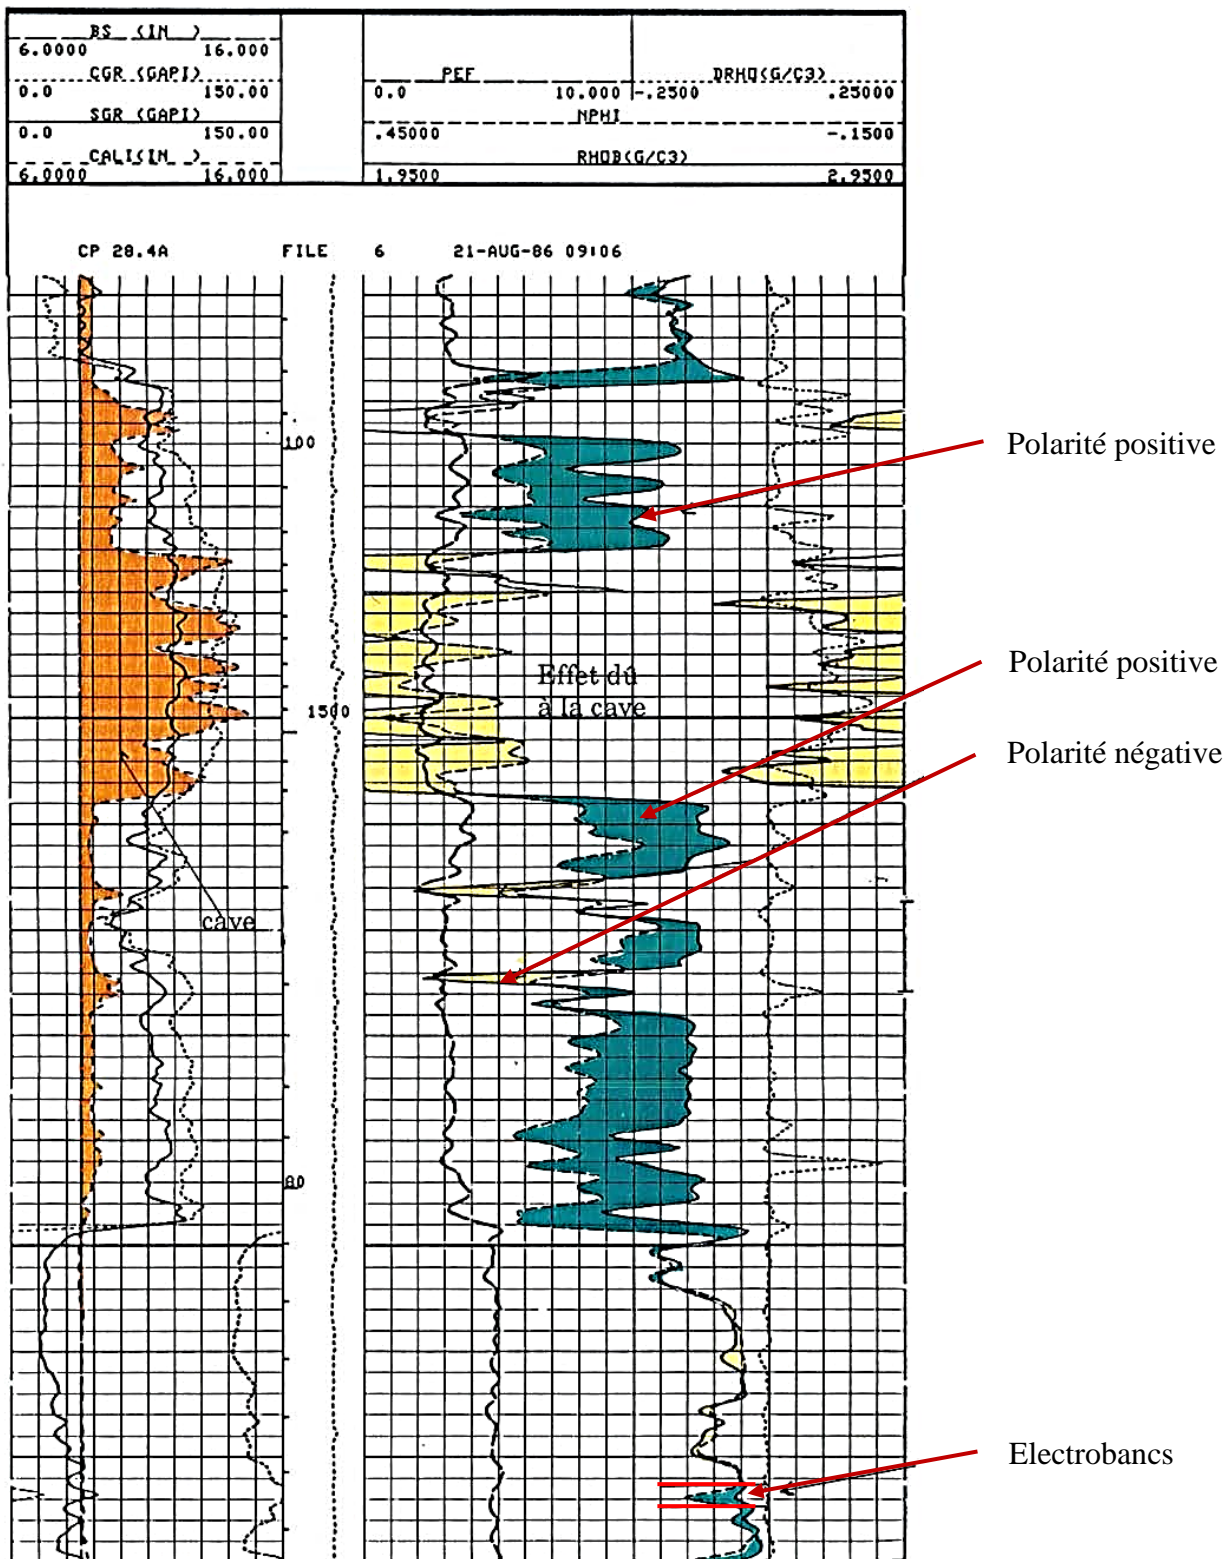 BS (IN )
6.0000 16.000
CGR (GAPI)
0.0 150.00
SGR (GAPI)
0.0 150.00
CALI(IN )
6.0000 16.000
PEF DRHO(G/C3)
0.0 10.000 -.2500 .25000
NPHI
.45000 -.1500
RHOB(G/C3)
1.9500 2.9500
CP 28.4A FILE 6 21-AUG-86 09:06
100
Polarité positive
Polarité positive
Effet dû
à la cave
1500
Polarité négative
cave
80
Electrobancs